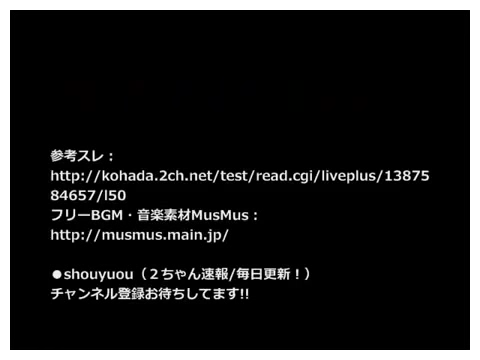 参考スレ：
http://kohada.2ch.net/test/read.cgi/liveplus/13875
84657/l50
フリーBGM・音楽素材MusMus：
http://musmus.main.jp/
●shouyuou（２ちゃん速報/毎日更新！）
チャンネル登録お待ちしてます!!